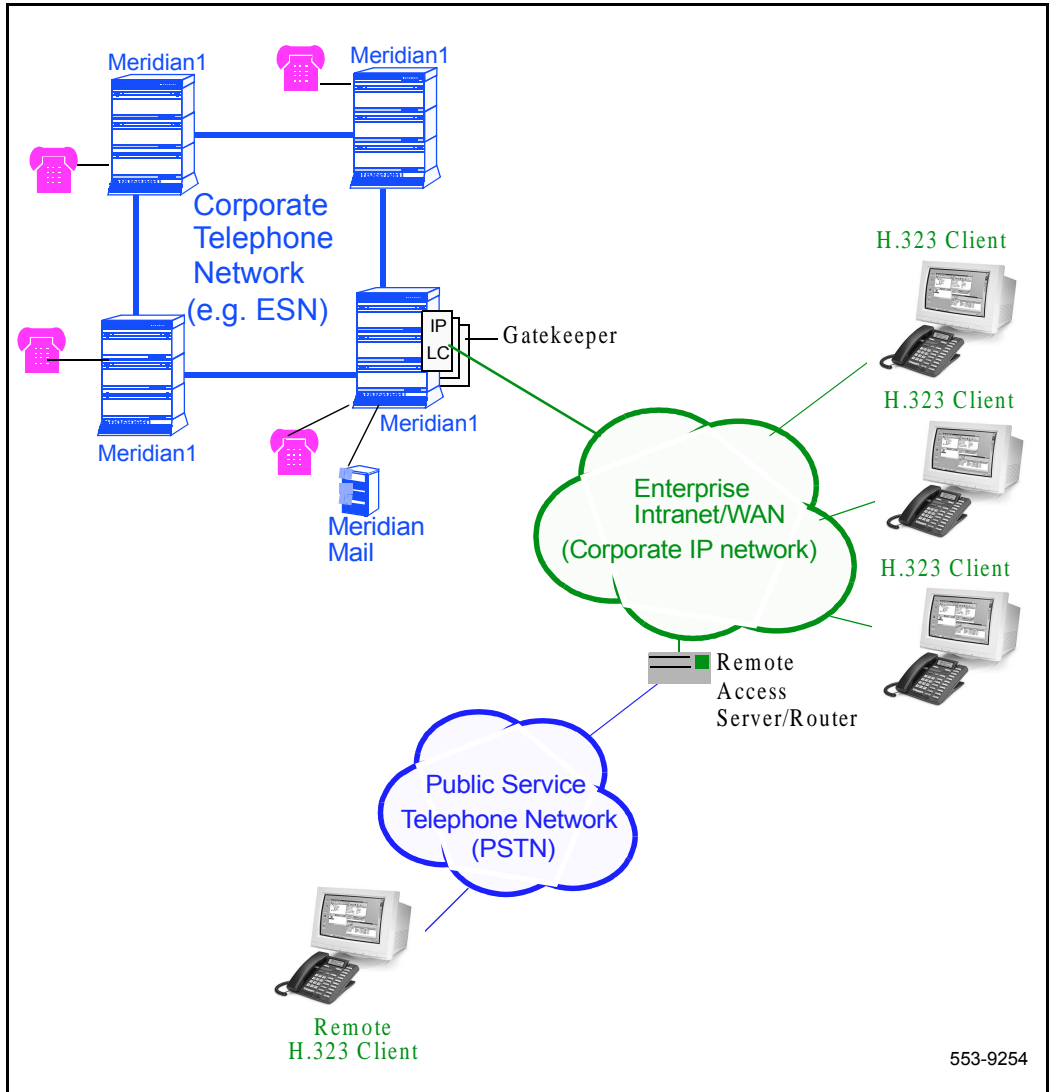 Meridian1
Meridian1
Corporate
Telephone
Network
(e.g. ESN)
H.323 Client
IP
LC
Gatekeeper
Meridian1
Meridian1
H.323 Client
Meridian
Mail
Enterprise
Intranet/WAN
(Corporate IP network)
H.323 Client
Remote
Access
Server/Router
Public Service
Telephone Network
(PSTN)
Remote
H.323 Client
553-9254